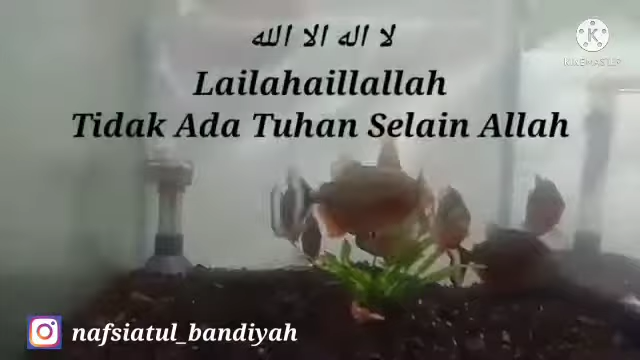 لا اله الا الله
Lailahaillallah
Tidak Ada Tuhan Selain Allah
KINEMASTER
nafsiatul_bandiyah